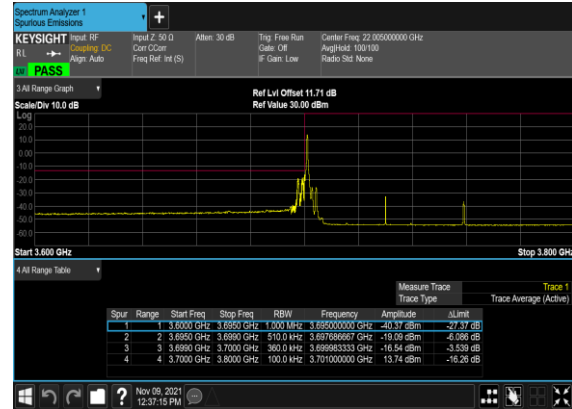 Spectrum Analyzer 1
Spurious Emissions
+
KEYSIGHT Input: RF Input Z: 50 Ω Atten: 30 dB Trig: Free Run Center Freq: 22.005000000 GHz
RL Coupling: DC Corr CCorr Gate: Off Avg|Hold: 100/100
Align: Auto Freq Ref: Int (S) IF Gain: Low Radio Std: None
PASS
3 All Range Graph
Ref Lvl Offset 11.71 dB
Scale/Div 10.0 dB Ref Value 30.00 dBm
Log
20.0
10.0
0.00
-10.0
-20.0
-30.0
-40.0
-50.0
-60.0
Start 3.600 GHz Stop 3.800 GHz
4 All Range Table
Measure Trace Trace 1
Trace Type Trace Average (Active)
Spur Range Start Freq Stop Freq RBW Frequency Amplitude ΔLimit
1 1 3.6000 GHz 3.6950 GHz 1.000 MHz 3.695000000 GHz -40.37 dBm -27.37 dB
2 2 3.6950 GHz 3.6990 GHz 510.0 kHz 3.697686667 GHz -19.09 dBm -6.086 dB
3 3 3.6990 GHz 3.7000 GHz 360.0 kHz 3.699983333 GHz -16.54 dBm -3.539 dB
4 4 3.7000 GHz 3.8000 GHz 100.0 kHz 3.701000000 GHz 13.74 dBm -16.26 dB
? Nov 09, 2021
12:37:15 PM